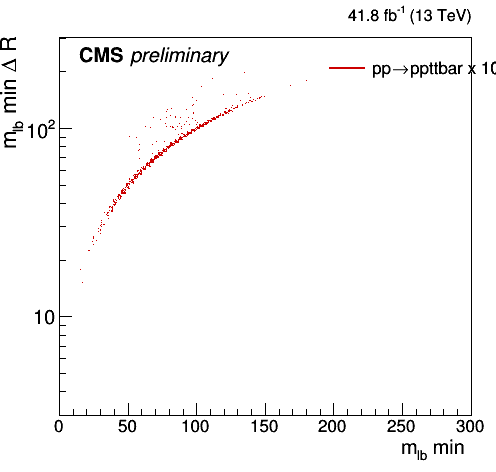 41.8 fb⁻¹ (13 TeV)
CMS preliminary
pp→ppttbar x 10
m_lb min Δ R
10²
10
0 50 100 150 200 250 300
m_lb min